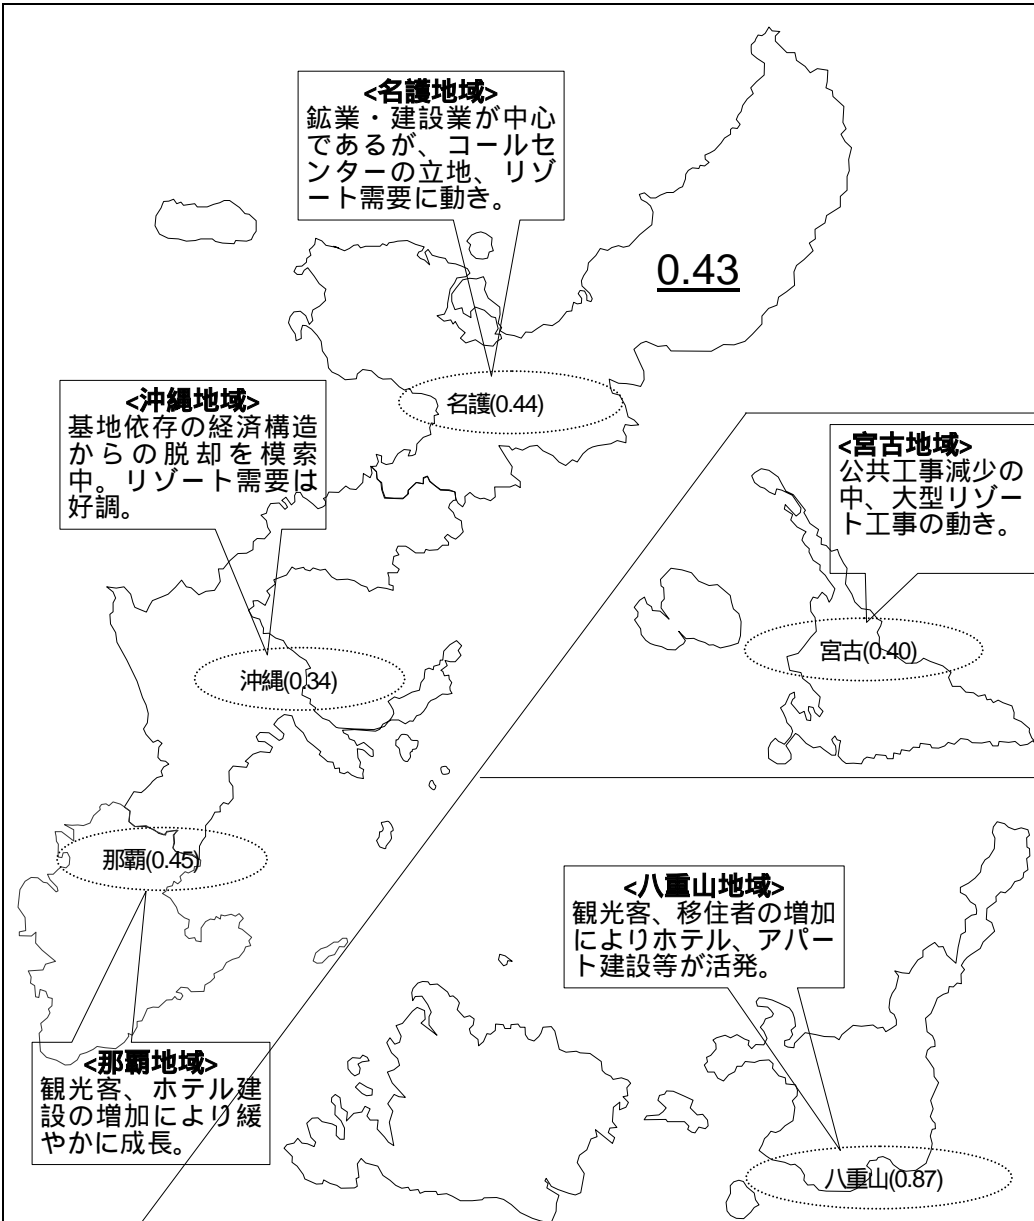 <名護地域>
鉱業・建設業が中心
であるが、コールセ
ンターの立地、リゾ
ート需要に動き。
0.43
名護(0.44)
<沖縄地域>
基地依存の経済構造
からの脱却を模索
中。リゾート需要は
好調。
<宮古地域>
公共工事減少の
中、大型リゾー
ト工事の動き。
宮古(0.40)
沖縄(0.34)
那覇(0.45)
<八重山地域>
観光客、移住者の増加
によりホテル、アパー
ト建設等が活発。
<那覇地域>
観光客、ホテル建
設の増加により緩
やかに成長。
八重山(0.87)